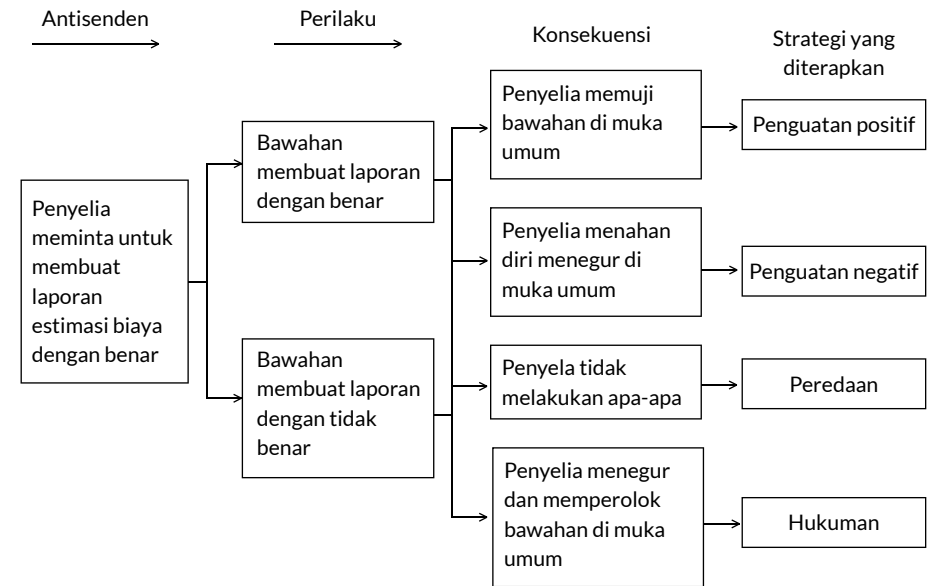 Antisenden
Perilaku
Konsekuensi
Strategi yang
diterapkan
Penyelia
meminta untuk
membuat
laporan
estimasi biaya
dengan benar
Bawahan
membuat laporan
dengan benar
Bawahan
membuat laporan
dengan tidak
benar
Penyelia memuji
bawahan di muka
umum
Penguatan positif
Penyelia menahan
diri menegur di
muka umum
Penguatan negatif
Penyela tidak
melakukan apa-apa
Peredaan
Penyelia menegur
dan memperolok
bawahan di muka
umum
Hukuman